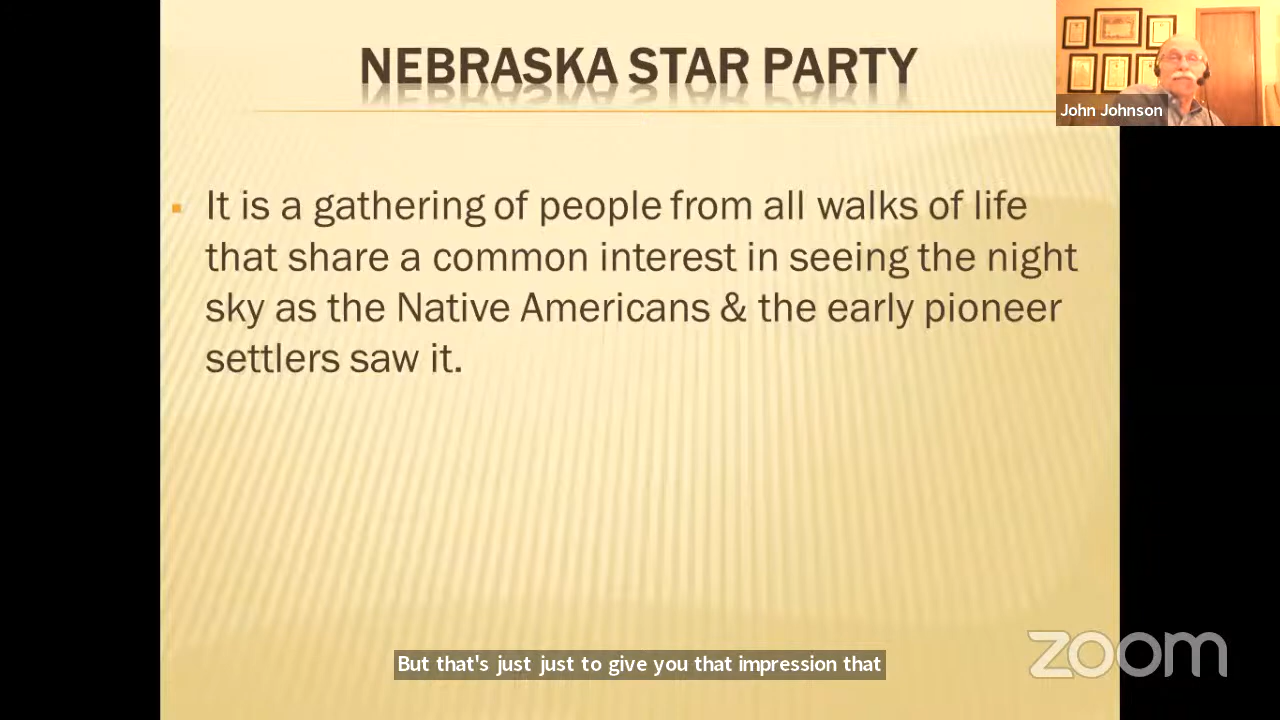 NEBRASKA STAR PARTY
John Johnson
It is a gathering of people from all walks of life
that share a common interest in seeing the night
sky as the Native Americans & the early pioneer
settlers saw it.
But that's just just to give you that impression that
zoom